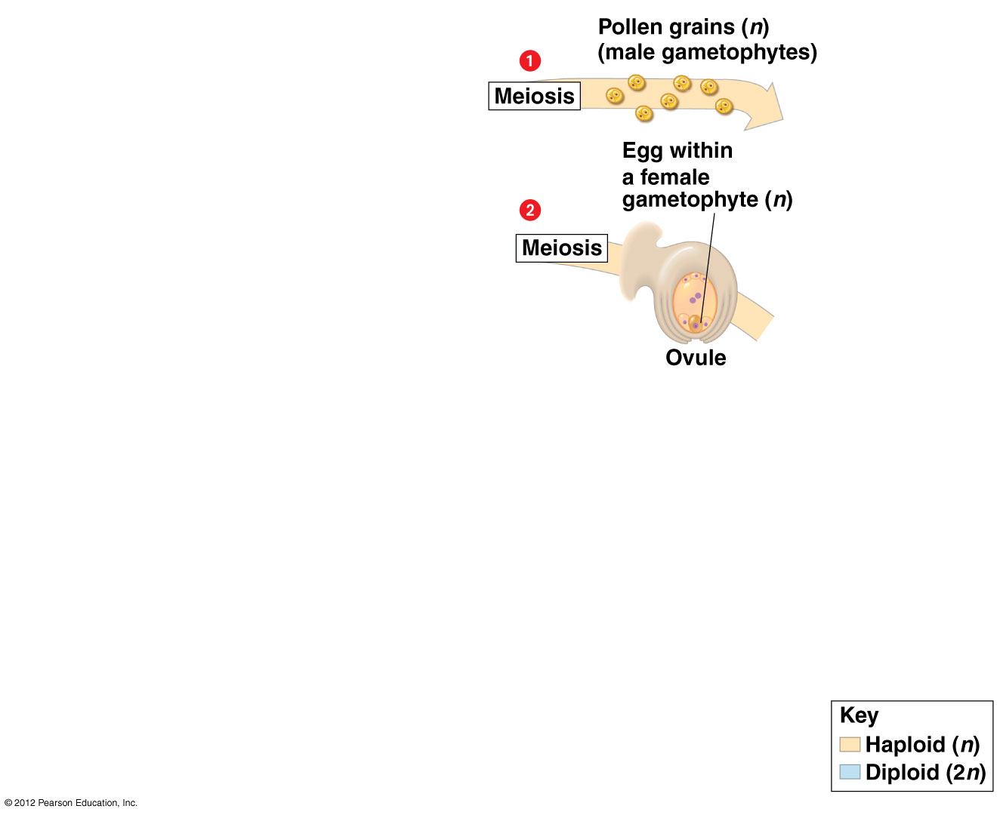 Pollen grains (n)
(male gametophytes)
1
Meiosis
Egg within
a female
gametophyte (n)
2
Meiosis
Ovule
Key
Haploid (n)
Diploid (2n)
© 2012 Pearson Education, Inc.